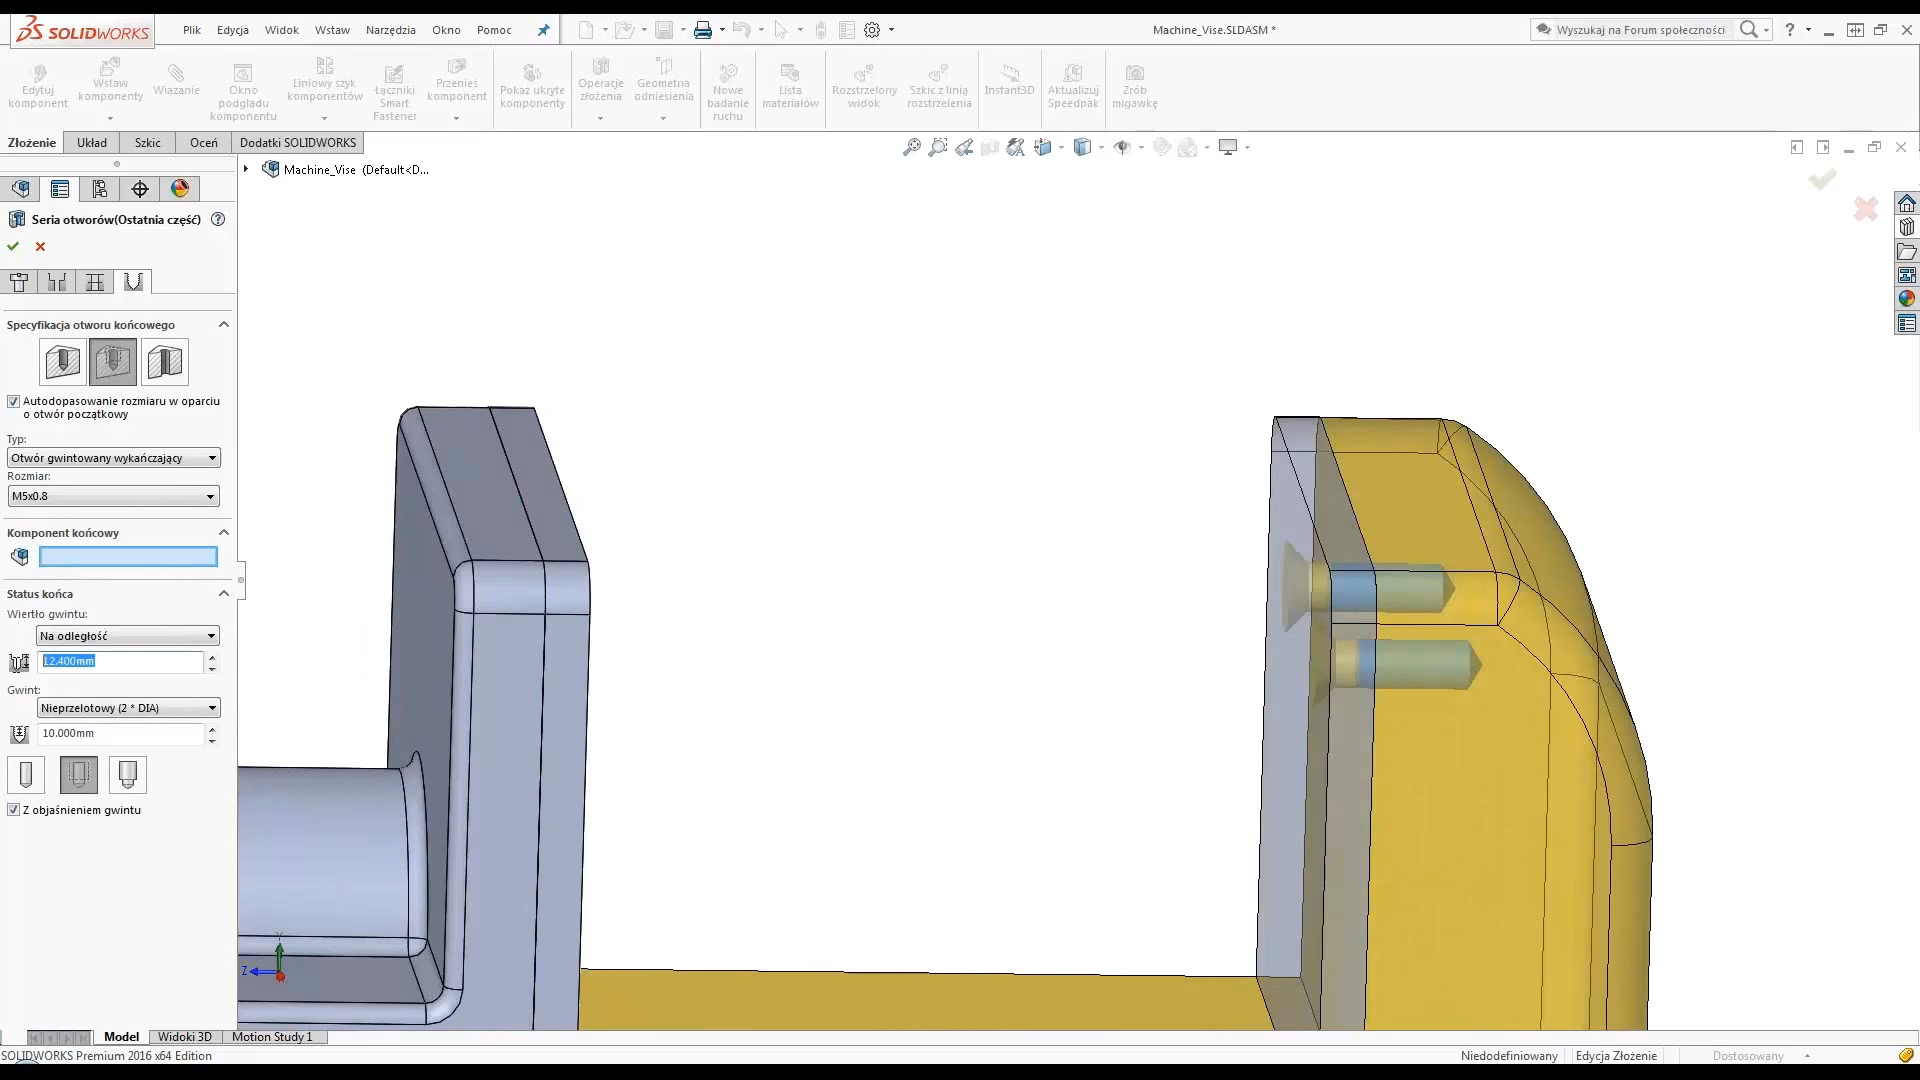 SOLIDWORKS
Plik Edycja Widok Wstaw Narzędzia Okno Pomoc
Machine_Vise.SLDASM *
Wyszukaj na Forum społeczności
Edytuj komponent
Wstaw komponenty
Wiązanie
Okno podglądu komponentu
Liniowy szyk komponentów
Łączniki Smart Fastener
Przenieś komponent
Pokaż ukryte komponenty
Operacje złożenia
Geometria odniesienia
Nowe badanie ruchu
Lista materiałów
Rozstrzelony widok
Szkic z linią rozstrzelenia
Instant3D
Aktualizuj Speedpak
Zrób migawkę
Złożenie Układ Szkic Oceń Dodatki SOLIDWORKS
Machine_Vise (Default<D...
Seria otworów(Ostatnia część)
Specyfikacja otworu końcowego
Autodopasowanie rozmiaru w oparciu
o otwór początkowy
Typ:
Otwór gwintowany wykańczający
Rozmiar:
M5x0.8
Komponent końcowy
Status końca
Wiertło gwintu:
Na odległość
12.400mm
Gwint:
Nieprzelotowy (2 * DIA)
10.000mm
Z objaśnieniem gwintu
Y
Z
Model Widoki 3D Motion Study 1
SOLIDWORKS Premium 2016 x64 Edition
Niedodefiniowany Edycja Złożenie Dostosowany